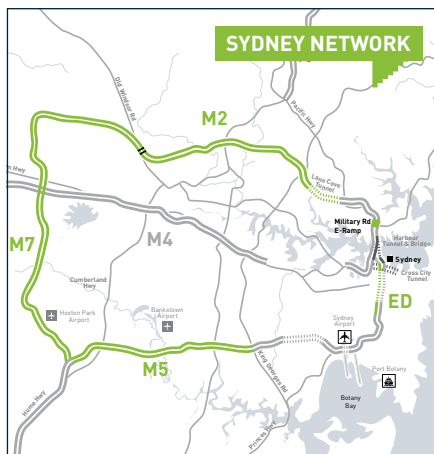 SYDNEY NETWORK
Old Windsor Rd
Pacific Hwy
M2
Lane Cove
Tunnel
Military Rd
E-Ramp
Harbour
Tunnel & Bridge
Sydney
Cross City
Tunnel
M7
M4
Cumberland
Hwy
Hoxton Park
Airport
Bankstown
Airport
Sydney
Airport
ED
M5
King Georges Rd
Port Botany
Botany
Bay
Hume Hwy
Princes Hwy